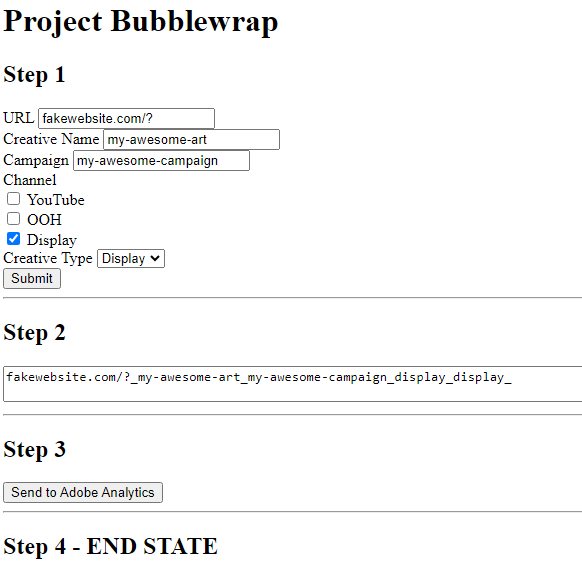 Project Bubblewrap
Step 1
URL fakewebsite.com/?
Creative Name my-awesome-art
Campaign my-awesome-campaign
Channel
YouTube
OOH
Display
Creative Type Display
Submit
Step 2
fakewebsite.com/?_my-awesome-art_my-awesome-campaign_display_display_
Step 3
Send to Adobe Analytics
Step 4 - END STATE